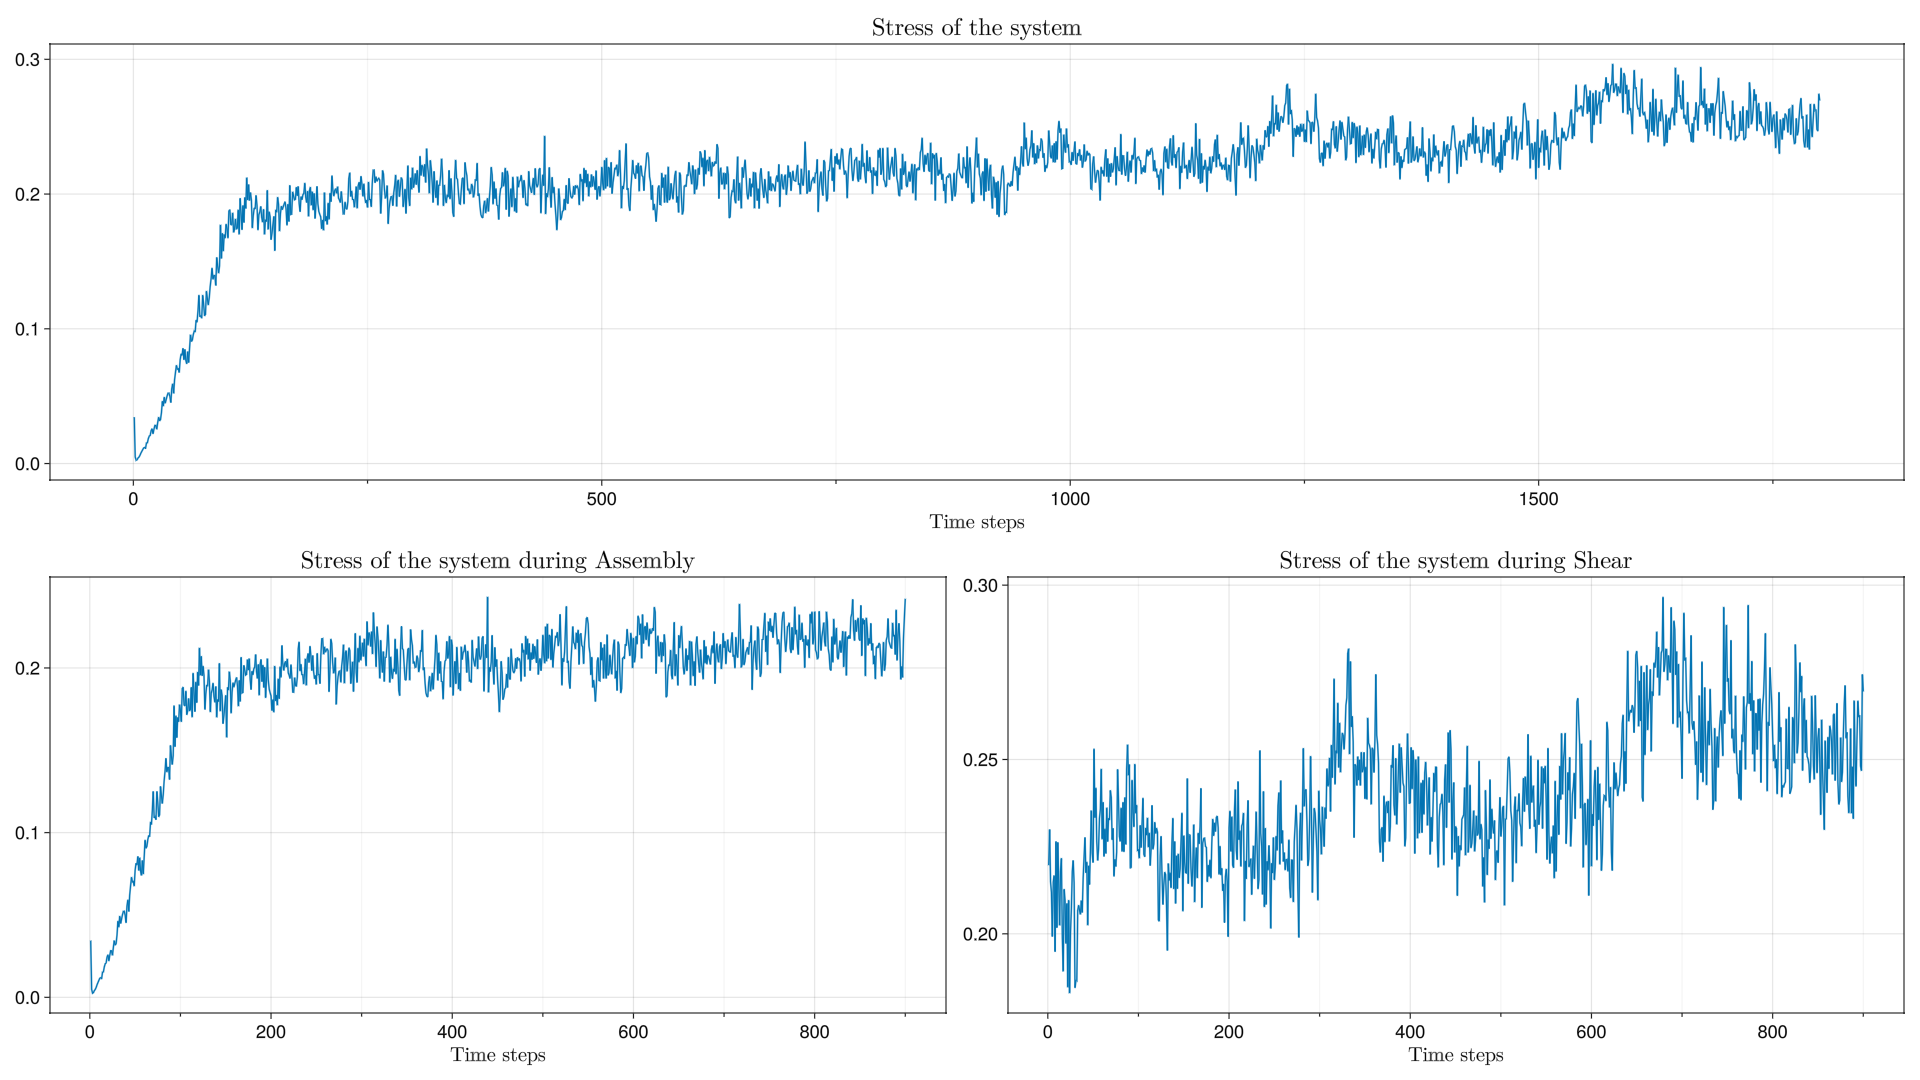 Stress of the system
0.3
0.2
0.1
0.0
0 500 1000 1500
Time steps
Stress of the system during Assembly
0.2
0.1
0.0
0 200 400 600 800
Time steps
Stress of the system during Shear
0.30
0.25
0.20
0 200 400 600 800
Time steps